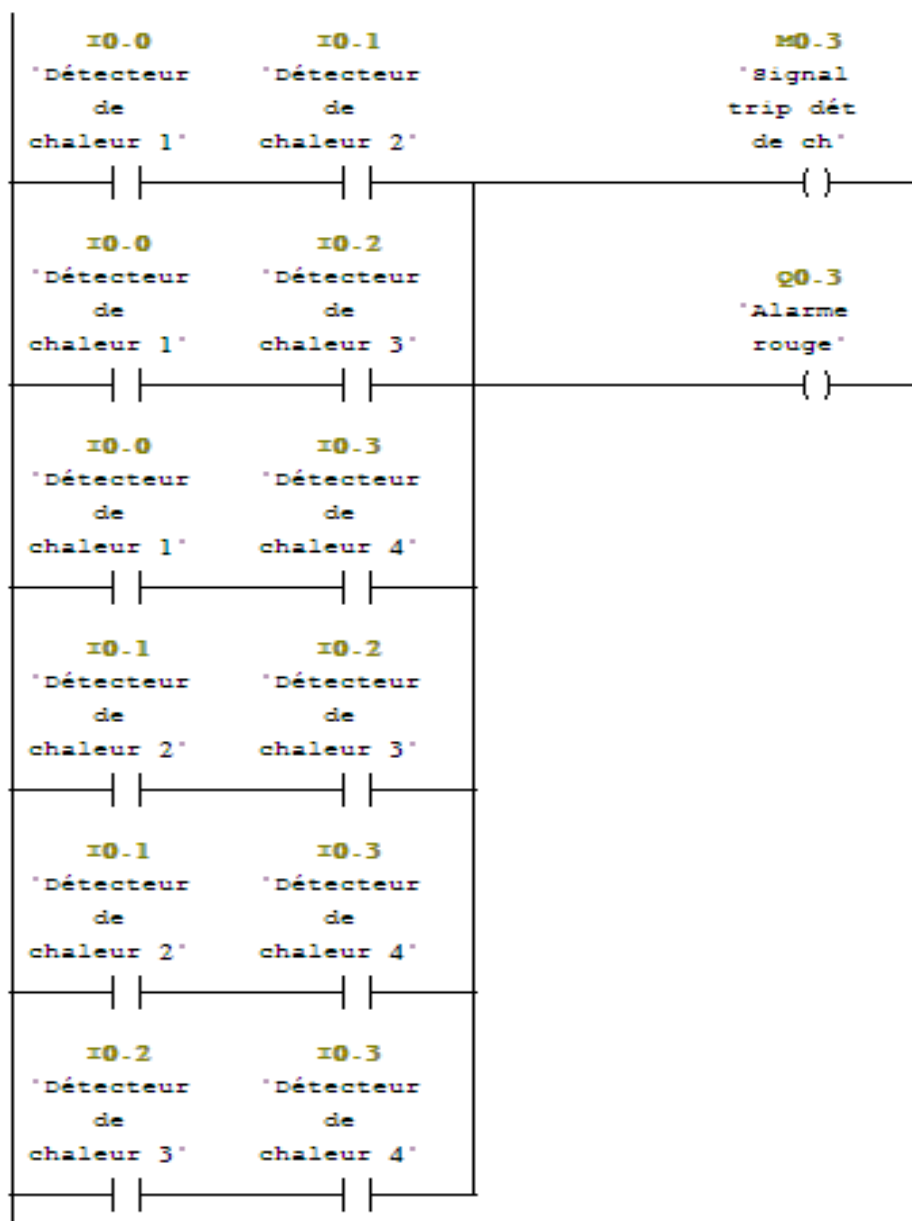 I0.0 I0.1 M0.3
"Détecteur "Détecteur "Signal
de de trip dét
chaleur 1" chaleur 2" de ch"
I0.0 I0.2
"Détecteur "Détecteur Q0.3
de de "Alarme
chaleur 1" chaleur 3" rouge"
I0.0 I0.3
"Détecteur "Détecteur
de de
chaleur 1" chaleur 4"
I0.1 I0.2
"Détecteur "Détecteur
de de
chaleur 2" chaleur 3"
I0.1 I0.3
"Détecteur "Détecteur
de de
chaleur 2" chaleur 4"
I0.2 I0.3
"Détecteur "Détecteur
de de
chaleur 3" chaleur 4"